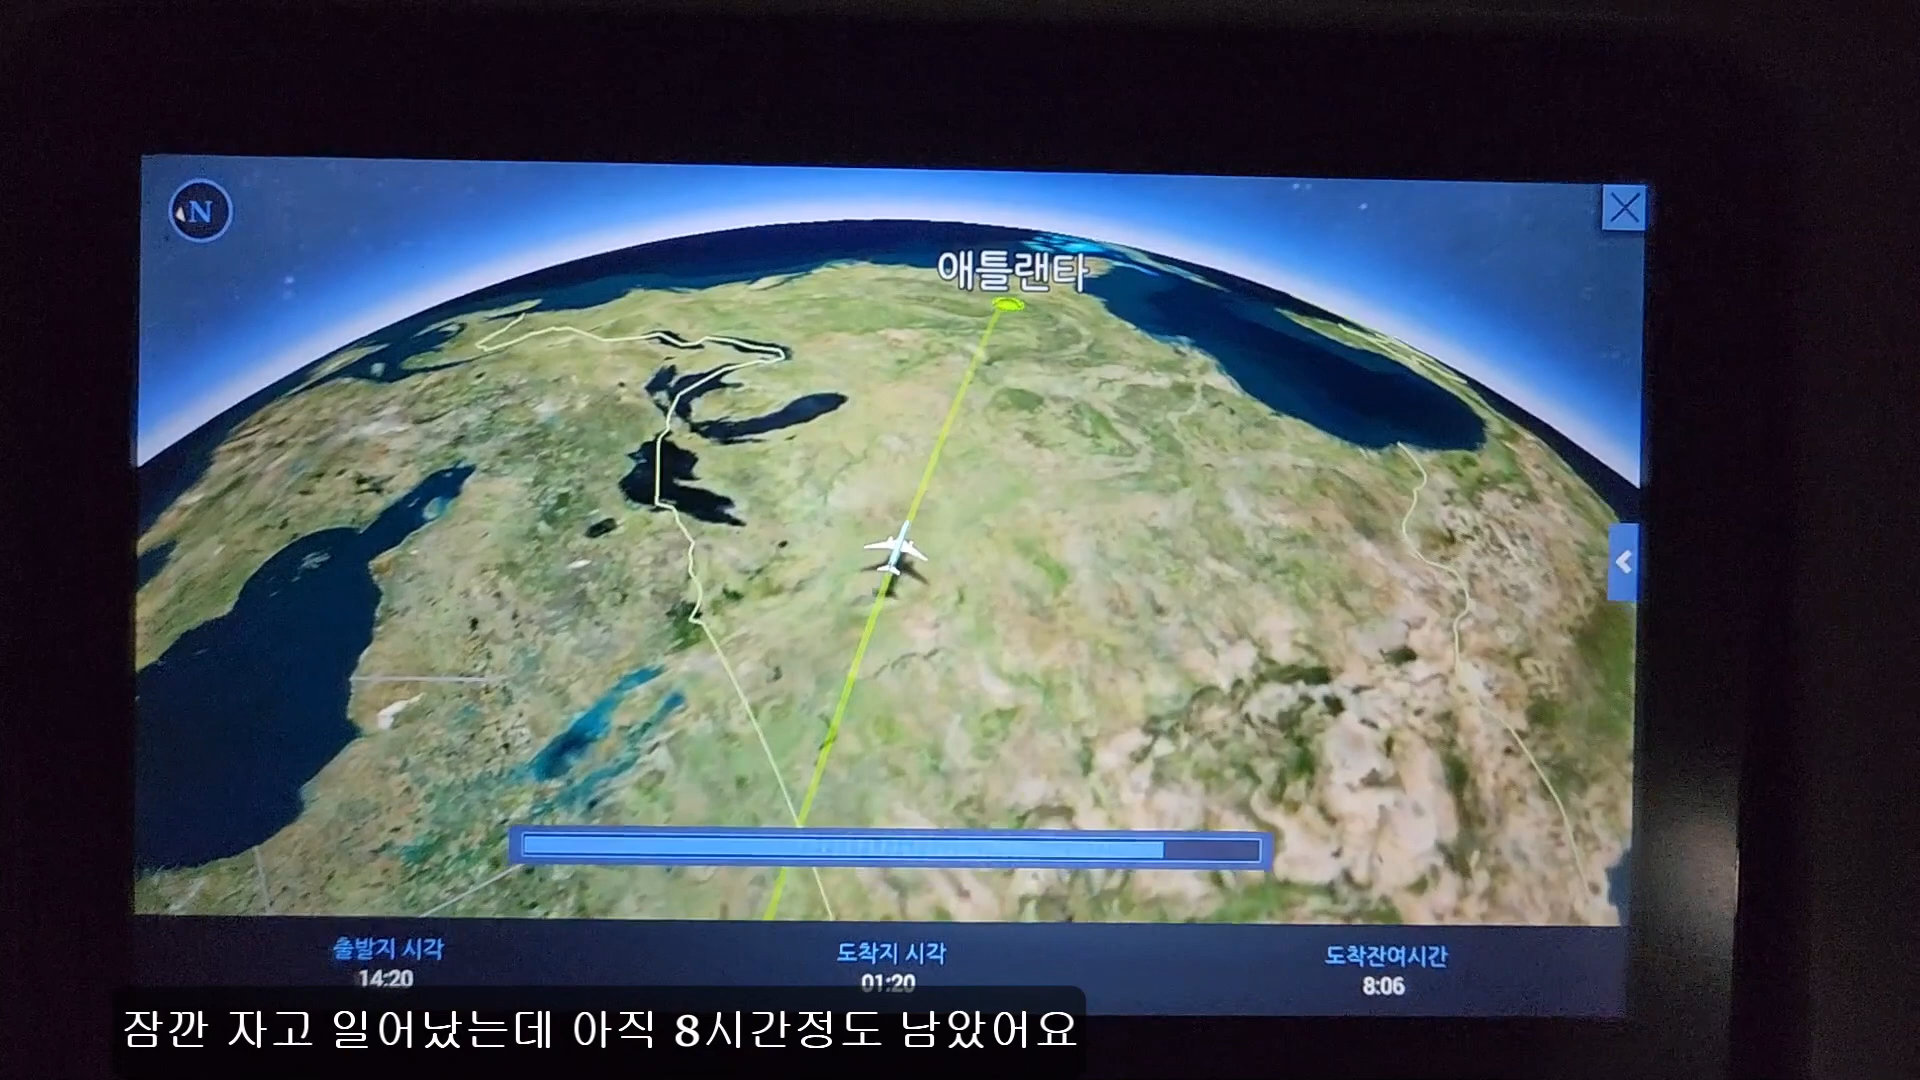 N
애틀랜타
출발지 시각
14:20
도착지 시각
01:20
도착잔여시간
8:06
잠깐 자고 일어났는데 아직 8시간정도 남았어요